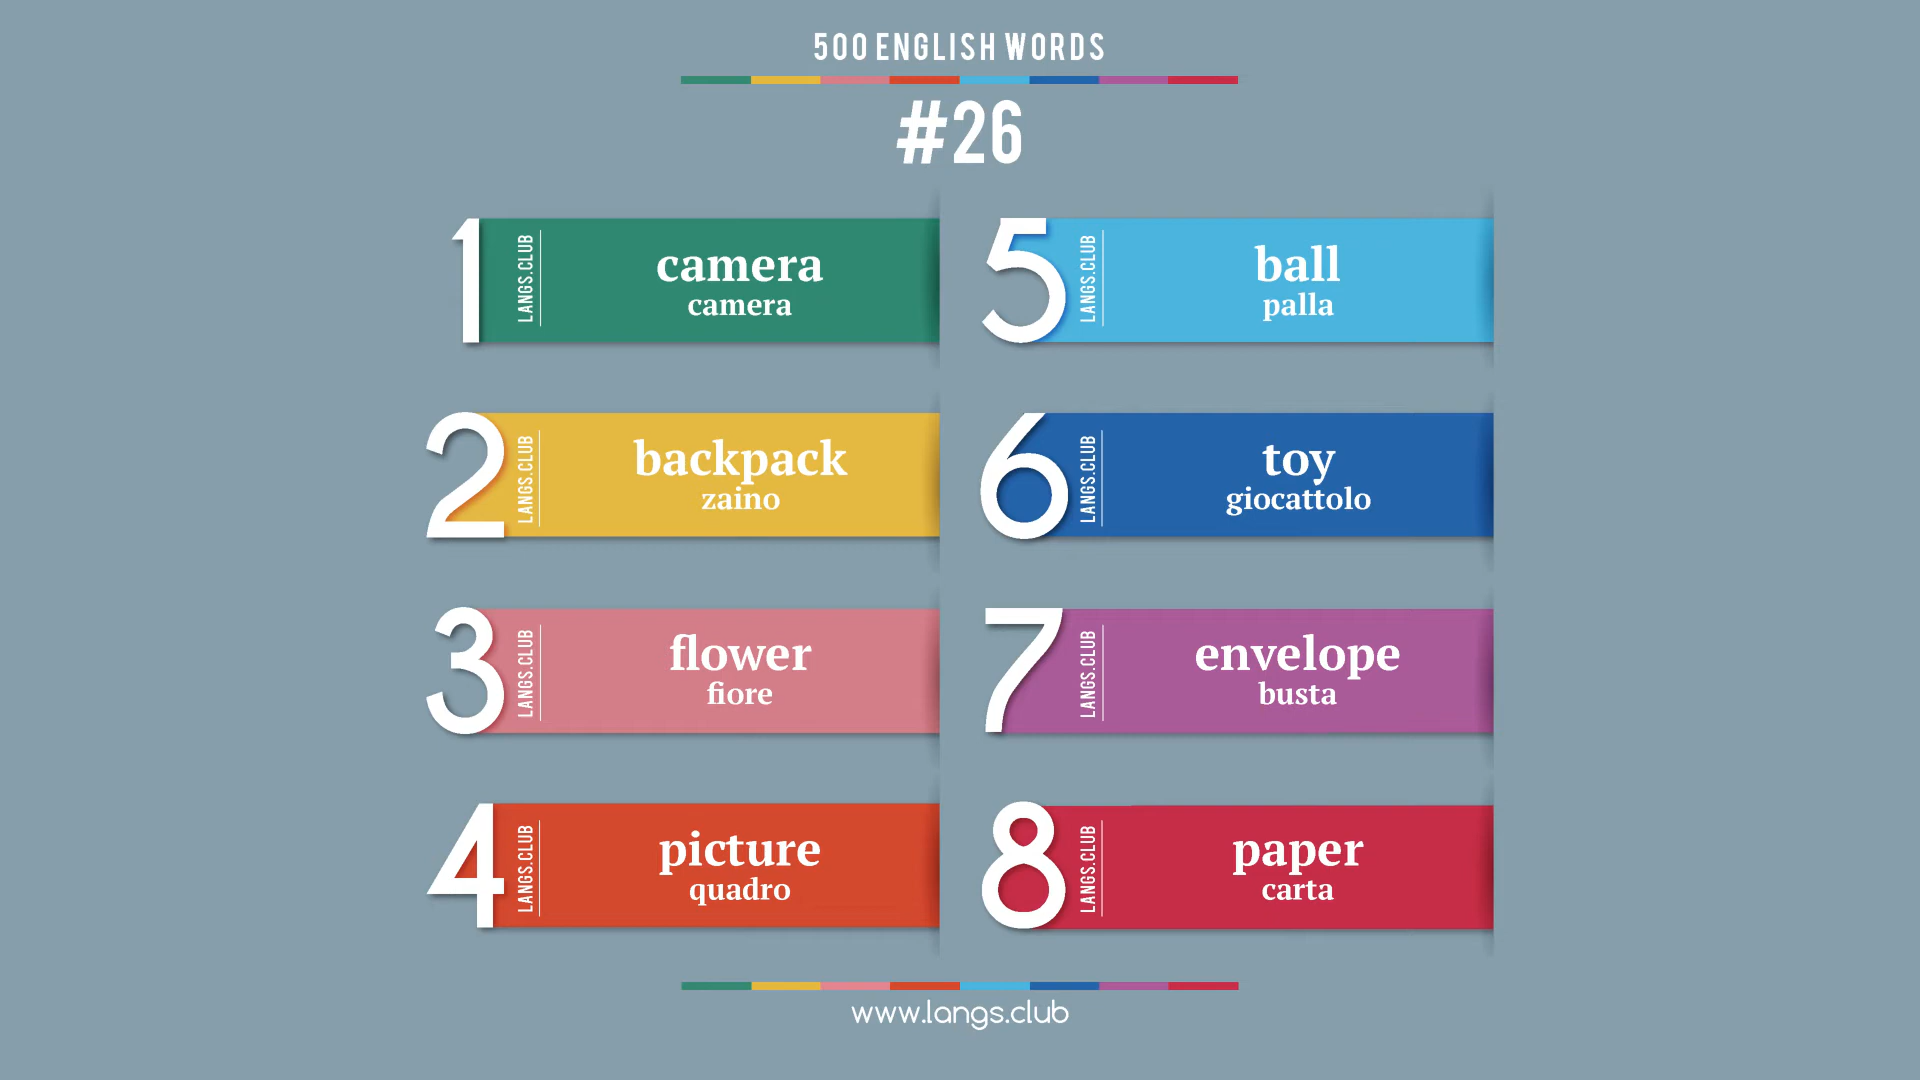 500 ENGLISH WORDS
#26
1
LANGS.CLUB
camera
camera
2
LANGS.CLUB
backpack
zaino
3
LANGS.CLUB
flower
fiore
4
LANGS.CLUB
picture
quadro
5
LANGS.CLUB
ball
palla
6
LANGS.CLUB
toy
giocattolo
7
LANGS.CLUB
envelope
busta
8
LANGS.CLUB
paper
carta
www.langs.club